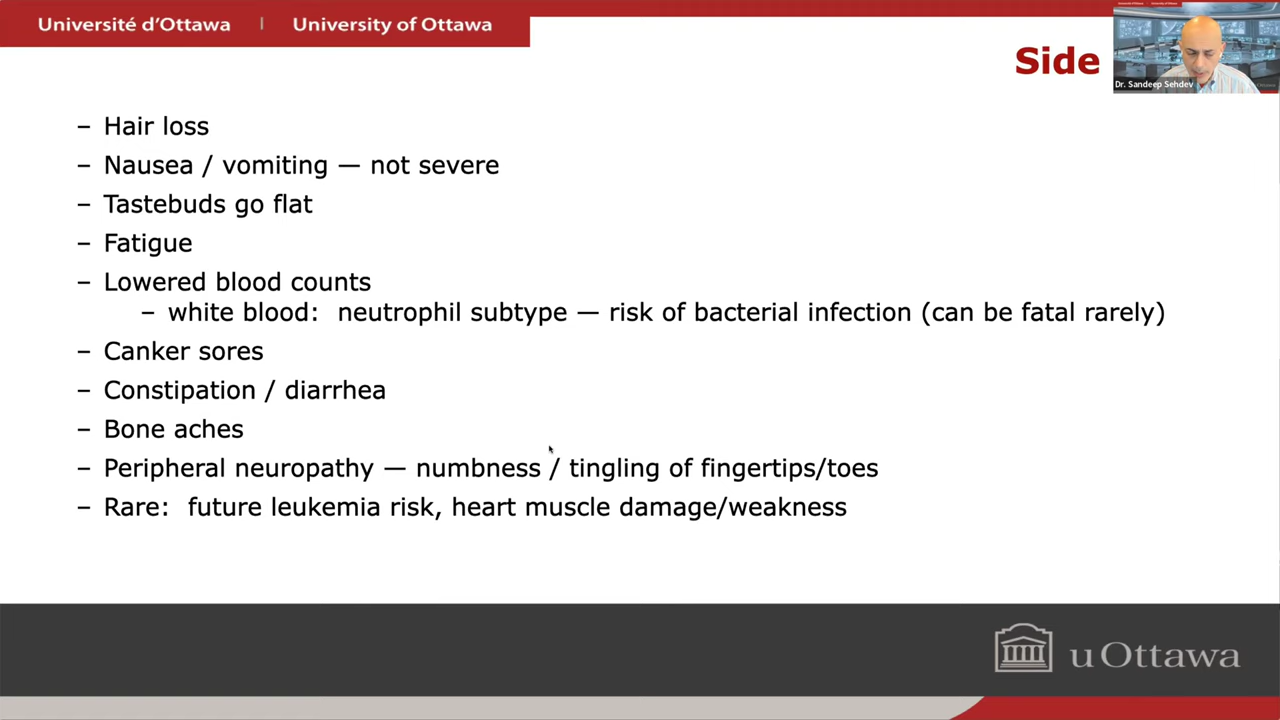 Université d'Ottawa | University of Ottawa
Side
Dr. Sandeep Sehdev
– Hair loss
– Nausea / vomiting — not severe
– Tastebuds go flat
– Fatigue
– Lowered blood counts
– white blood: neutrophil subtype — risk of bacterial infection (can be fatal rarely)
– Canker sores
– Constipation / diarrhea
– Bone aches
– Peripheral neuropathy — numbness / tingling of fingertips/toes
– Rare: future leukemia risk, heart muscle damage/weakness
uOttawa